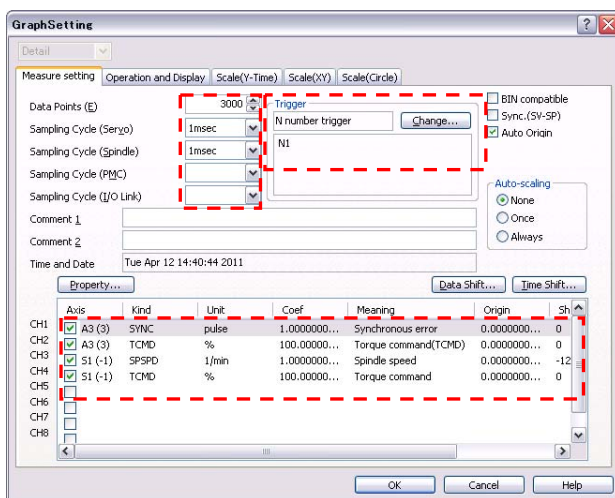 GraphSetting
Detail
Measure setting Operation and Display Scale(Y-Time) Scale(XY) Scale(Circle)
Data Points (E) 3000
Sampling Cycle (Servo) 1msec
Sampling Cycle (Spindle) 1msec
Sampling Cycle (PMC)
Sampling Cycle (I/O Link)
Trigger
N number trigger Change...
N1
BIN compatible
Sync.(SV-SP)
Auto Origin
Auto-scaling
None
Once
Always
Comment 1
Comment 2
Time and Date Tue Apr 12 14:40:44 2011
Property... Data Shift... Time Shift...
Axis Kind Unit Coef Meaning Origin Sh
CH1 A3 (3) SYNC pulse 1.0000000... Synchronous error 0.0000000... 0
CH2 A3 (3) TCMD % 100.00000... Torque command(TCMD) 0.0000000... 0
CH3 S1 (-1) SPSPD 1/min 1.0000000... Spindle speed 0.0000000... -12
CH4 S1 (-1) TCMD % 100.00000... Torque command 0.0000000... 0
CH5
CH6
CH7
CH8
OK Cancel Help